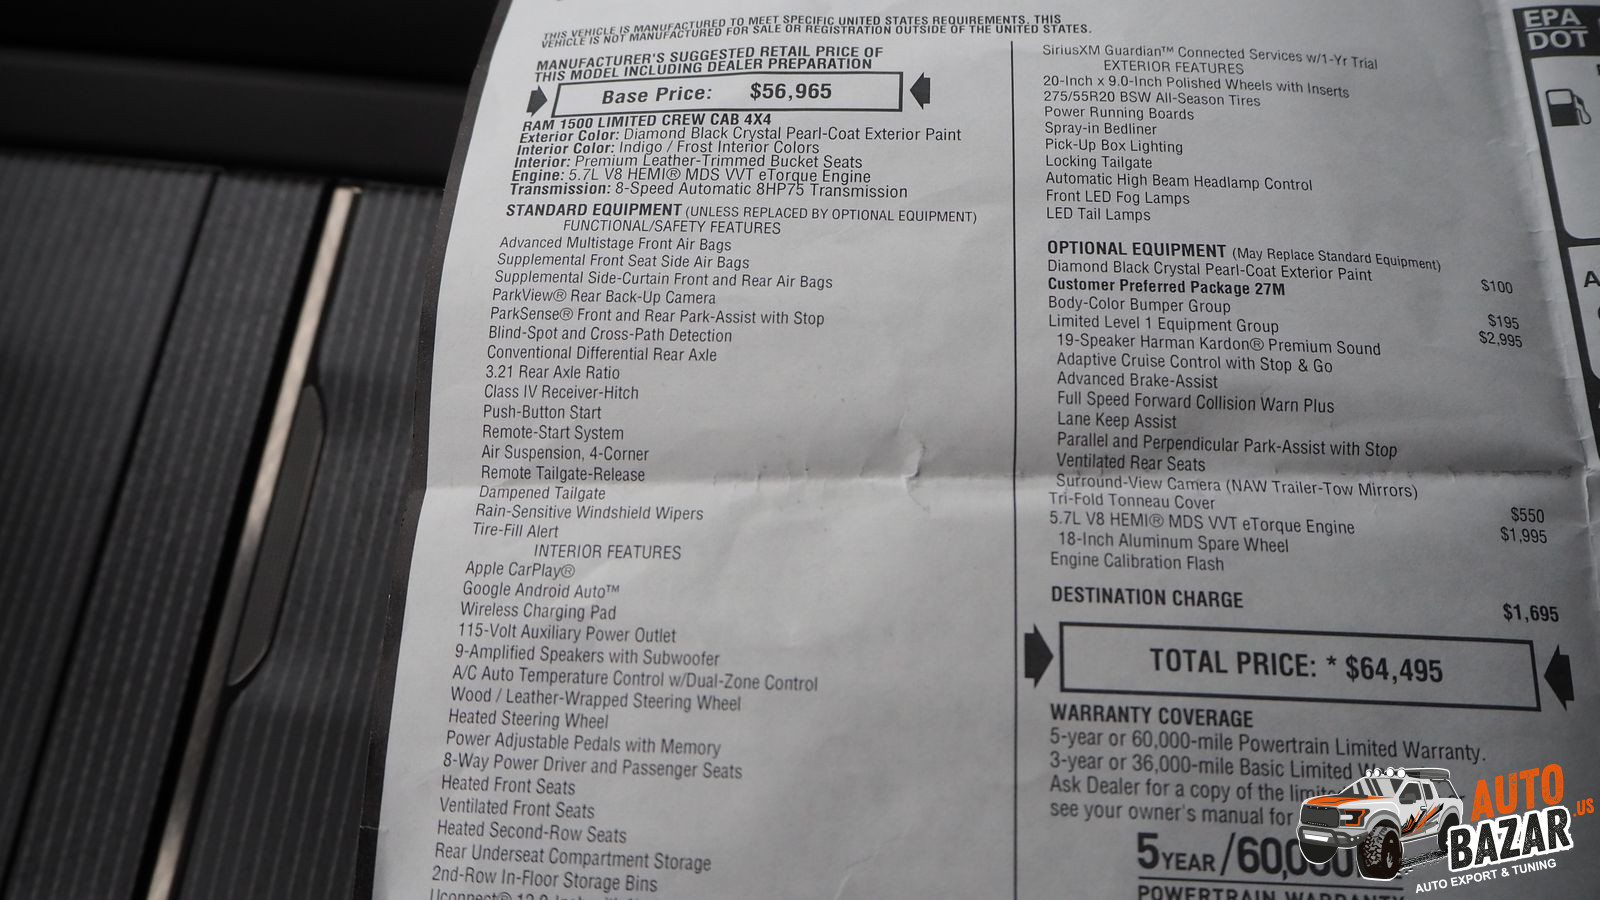 THIS VEHICLE IS MANUFACTURED TO MEET SPECIFIC UNITED STATES REQUIREMENTS. THIS
VEHICLE IS NOT MANUFACTURED FOR SALE OR REGISTRATION OUTSIDE OF THE UNITED STATES.
MANUFACTURER'S SUGGESTED RETAIL PRICE OF
THIS MODEL INCLUDING DEALER PREPARATION
Base Price: $56,965
RAM 1500 LIMITED CREW CAB 4X4
Exterior Color: Diamond Black Crystal Pearl-Coat Exterior Paint
Interior Color: Indigo / Frost Interior Colors
Interior: Premium Leather-Trimmed Bucket Seats
Engine: 5.7L V8 HEMI® MDS VVT eTorque Engine
Transmission: 8-Speed Automatic 8HP75 Transmission
STANDARD EQUIPMENT (UNLESS REPLACED BY OPTIONAL EQUIPMENT)
FUNCTIONAL/SAFETY FEATURES
Advanced Multistage Front Air Bags
Supplemental Front Seat Side Air Bags
Supplemental Side-Curtain Front and Rear Air Bags
ParkView® Rear Back-Up Camera
ParkSense® Front and Rear Park-Assist with Stop
Blind-Spot and Cross-Path Detection
Conventional Differential Rear Axle
3.21 Rear Axle Ratio
Class IV Receiver-Hitch
Push-Button Start
Remote-Start System
Air Suspension, 4-Corner
Remote Tailgate-Release
Dampened Tailgate
Rain-Sensitive Windshield Wipers
Tire-Fill Alert
INTERIOR FEATURES
Apple CarPlay®
Google Android Auto™
Wireless Charging Pad
115-Volt Auxiliary Power Outlet
9-Amplified Speakers with Subwoofer
A/C Auto Temperature Control w/Dual-Zone Control
Wood / Leather-Wrapped Steering Wheel
Heated Steering Wheel
Power Adjustable Pedals with Memory
8-Way Power Driver and Passenger Seats
Heated Front Seats
Ventilated Front Seats
Heated Second-Row Seats
Rear Underseat Compartment Storage
2nd-Row In-Floor Storage Bins
SiriusXM Guardian™ Connected Services w/1-Yr Trial
EXTERIOR FEATURES
20-Inch x 9.0-Inch Polished Wheels with Inserts
275/55R20 BSW All-Season Tires
Power Running Boards
Spray-in Bedliner
Pick-Up Box Lighting
Locking Tailgate
Automatic High Beam Headlamp Control
Front LED Fog Lamps
LED Tail Lamps
OPTIONAL EQUIPMENT (May Replace Standard Equipment)
Diamond Black Crystal Pearl-Coat Exterior Paint $100
Customer Preferred Package 27M
Body-Color Bumper Group $195
Limited Level 1 Equipment Group $2,995
19-Speaker Harman Kardon® Premium Sound
Adaptive Cruise Control with Stop & Go
Advanced Brake-Assist
Full Speed Forward Collision Warn Plus
Lane Keep Assist
Parallel and Perpendicular Park-Assist with Stop
Ventilated Rear Seats
Surround-View Camera (NAW Trailer-Tow Mirrors)
Tri-Fold Tonneau Cover $550
5.7L V8 HEMI® MDS VVT eTorque Engine $1,995
18-Inch Aluminum Spare Wheel
Engine Calibration Flash
DESTINATION CHARGE $1,695
TOTAL PRICE: * $64,495
WARRANTY COVERAGE
5-year or 60,000-mile Powertrain Limited Warranty.
3-year or 36,000-mile Basic Limited
Ask Dealer for a copy of the
see your owner's manual for
5 YEAR / 60,000
POWERTRAIN WARRANTY
EPA
DOT
AUTO
BAZAR.US
AUTO EXPORT & TUNING